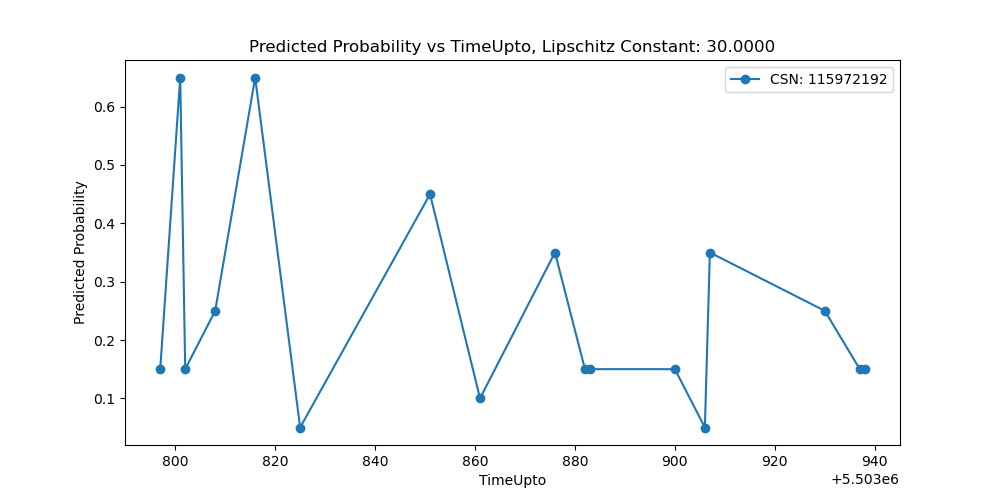 Predicted Probability vs TimeUpto, Lipschitz Constant: 30.0000
CSN: 115972192
Predicted Probability
0.6
0.5
0.4
0.3
0.2
0.1
800 820 840 860 880 900 920 940
+5.503e6
TimeUpto